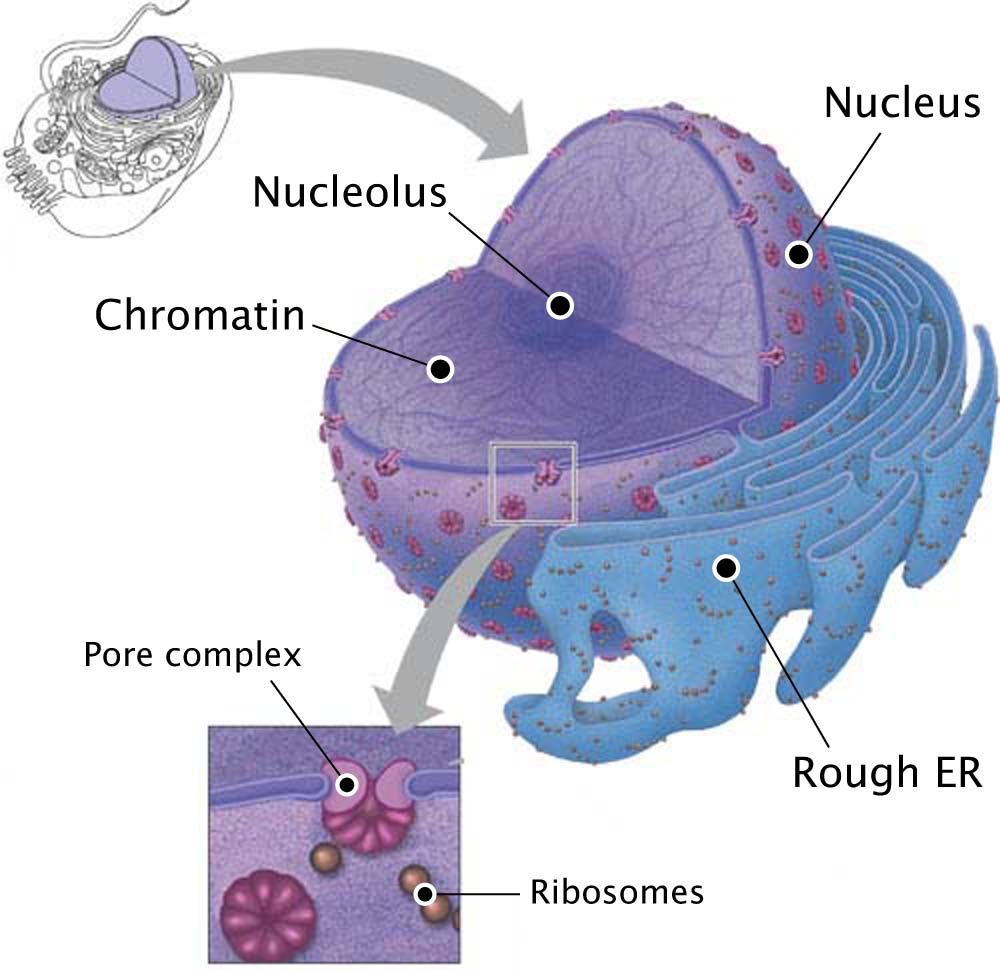 Nucleus
Nucleolus
Chromatin
Pore complex
Rough ER
Ribosomes